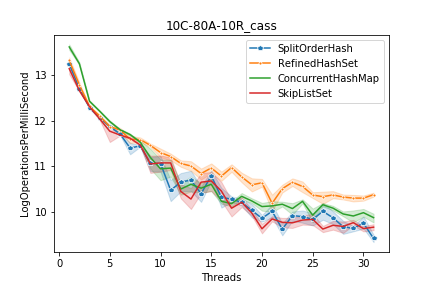 10C-80A-10R_cass
SplitOrderHash
RefinedHashSet
ConcurrentHashMap
SkipListSet
LogOperationsPerMilliSecond
13
12
11
10
0 5 10 15 20 25 30
Threads